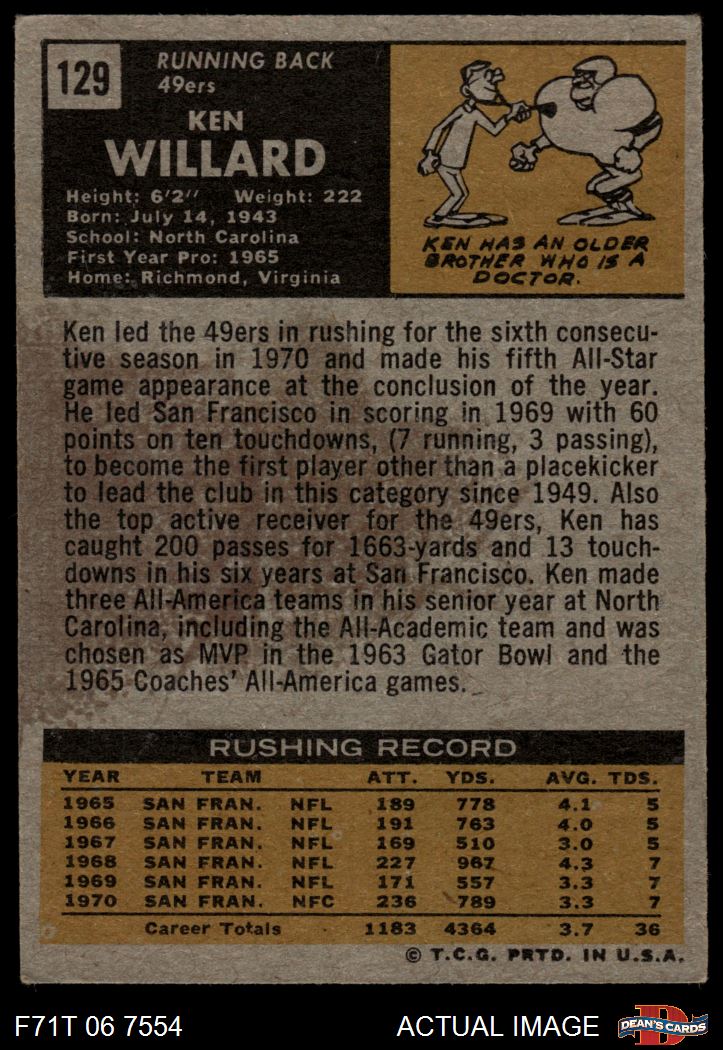 129
RUNNING BACK
49ers
KEN
WILLARD
Height: 6'2" Weight: 222
Born: July 14, 1943
School: North Carolina
First Year Pro: 1965
Home: Richmond, Virginia
KEN HAS AN OLDER
BROTHER WHO IS A
DOCTOR.
Ken led the 49ers in rushing for the sixth consecu-
tive season in 1970 and made his fifth All-Star
game appearance at the conclusion of the year.
He led San Francisco in scoring in 1969 with 60
points on ten touchdowns, (7 running, 3 passing),
to become the first player other than a placekicker
to lead the club in this category since 1949. Also
the top active receiver for the 49ers, Ken has
caught 200 passes for 1663-yards and 13 touch-
downs in his six years at San Francisco. Ken made
three All-America teams in his senior year at North
Carolina, including the All-Academic team and was
chosen as MVP in the 1963 Gator Bowl and the
1965 Coaches' All-America games.
RUSHING RECORD
YEAR TEAM ATT. YDS. AVG. TDS.
1965 SAN FRAN. NFL 189 778 4.1 5
1966 SAN FRAN. NFL 191 763 4.0 5
1967 SAN FRAN. NFL 169 510 3.0 5
1968 SAN FRAN. NFL 227 967 4.3 7
1969 SAN FRAN. NFL 171 557 3.3 7
1970 SAN FRAN. NFC 236 789 3.3 7
Career Totals 1183 4364 3.7 36
© T.C.G. PRTD. IN U.S.A.
F71T 06 7554 ACTUAL IMAGE DEAN'S CARDS